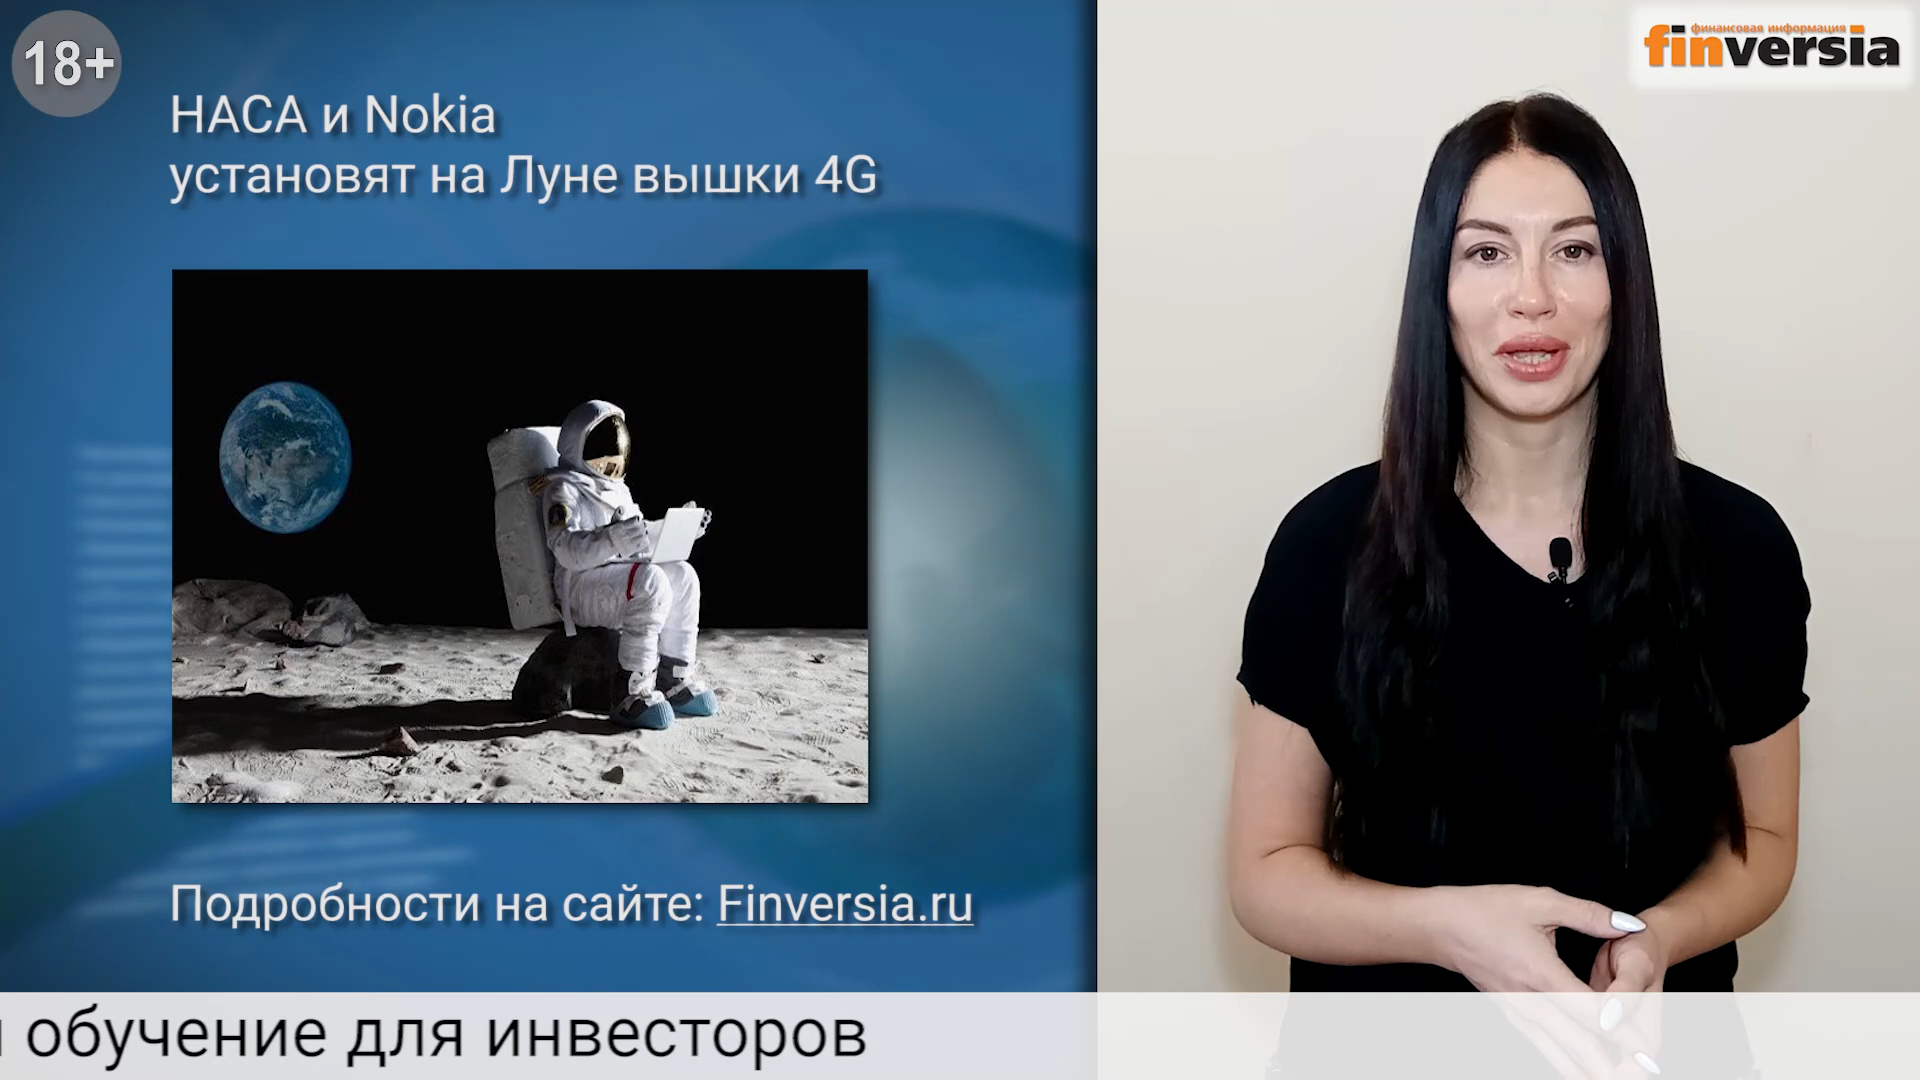 18+
НАСА и Nokia
установят на Луне вышки 4G
Подробности на сайте: Finversia.ru
финансовая информация
finversia
обучение для инвесторов